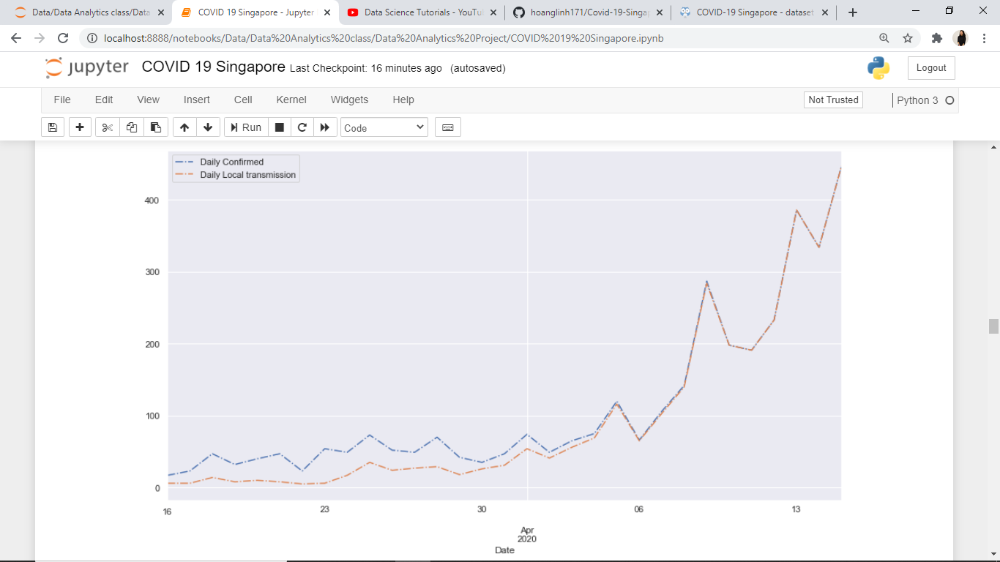 Data/Data Analytics class/Data
COVID 19 Singapore - Jupyter
Data Science Tutorials - YouTu
hoanglinh171/Covid-19-Singa
COVID-19 Singapore - dataset
localhost:8888/notebooks/Data/Data%20Analytics%20class/Data%20Analytics%20Project/COVID%2019%20Singapore.ipynb
jupyter COVID 19 Singapore Last Checkpoint: 16 minutes ago (autosaved)
Logout
File Edit View Insert Cell Kernel Widgets Help
Not Trusted
Python 3
Run
Code
Daily Confirmed
Daily Local transmission
400
300
200
100
0
16 23 30 06 13
Apr
2020
Date